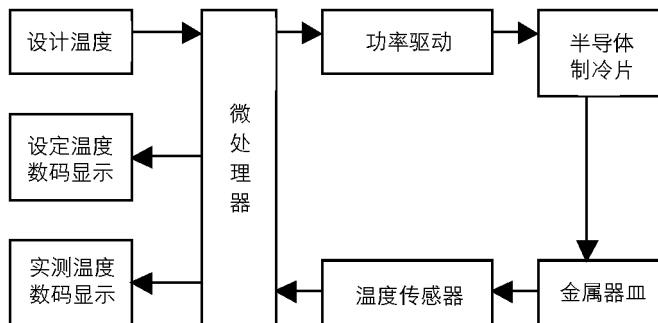 设计温度
功率驱动
半导体
制冷片
微
处
理
器
设定温度
数码显示
实测温度
数码显示
温度传感器
金属器皿